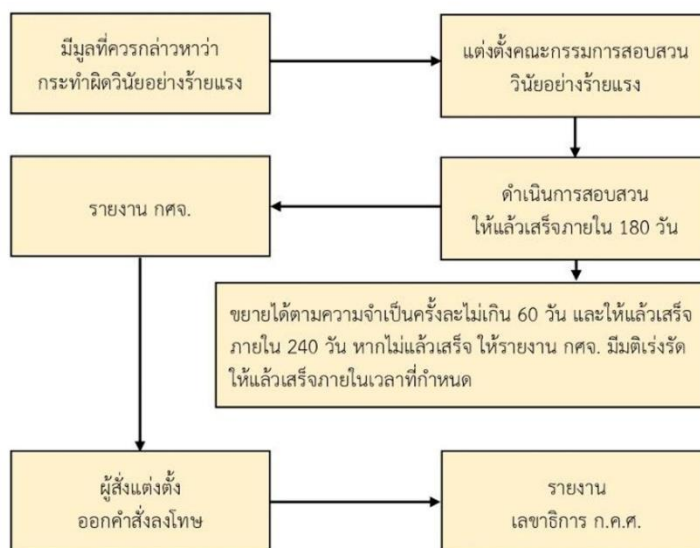 มีมูลที่ควรกล่าวหาว่า
กระทำผิดวินัยอย่างร้ายแรง
แต่งตั้งคณะกรรมการสอบสวน
วินัยอย่างร้ายแรง
ดำเนินการสอบสวน
ให้แล้วเสร็จภายใน 180 วัน
รายงาน กศจ.
ขยายได้ตามความจำเป็นครั้งละไม่เกิน 60 วัน และให้แล้วเสร็จ
ภายใน 240 วัน หากไม่แล้วเสร็จ ให้รายงาน กศจ. มีมติเร่งรัด
ให้แล้วเสร็จภายในเวลาที่กำหนด
ผู้สั่งแต่งตั้ง
ออกคำสั่งลงโทษ
รายงาน
เลขาธิการ ก.ค.ศ.